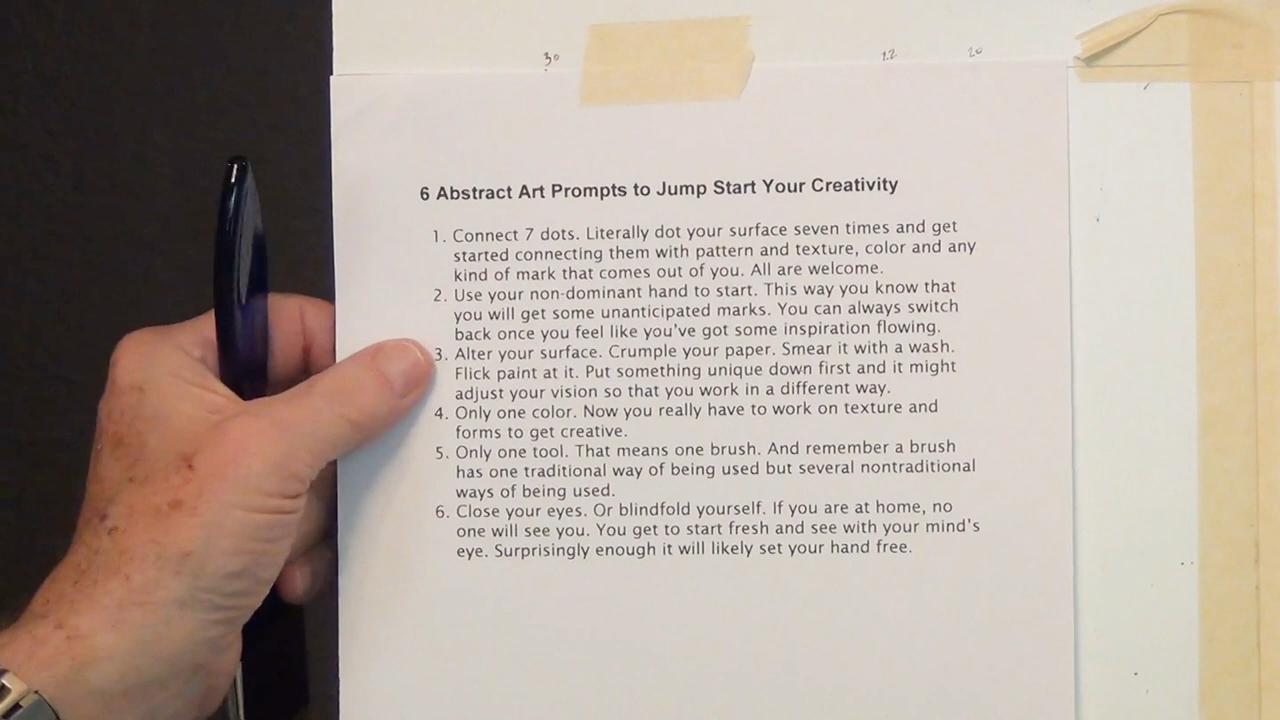 30 12 20
6 Abstract Art Prompts to Jump Start Your Creativity
1. Connect 7 dots. Literally dot your surface seven times and get
started connecting them with pattern and texture, color and any
kind of mark that comes out of you. All are welcome.
2. Use your non-dominant hand to start. This way you know that
you will get some unanticipated marks. You can always switch
back once you feel like you've got some inspiration flowing.
3. Alter your surface. Crumple your paper. Smear it with a wash.
Flick paint at it. Put something unique down first and it might
adjust your vision so that you work in a different way.
4. Only one color. Now you really have to work on texture and
forms to get creative.
5. Only one tool. That means one brush. And remember a brush
has one traditional way of being used but several nontraditional
ways of being used.
6. Close your eyes. Or blindfold yourself. If you are at home, no
one will see you. You get to start fresh and see with your mind's
eye. Surprisingly enough it will likely set your hand free.